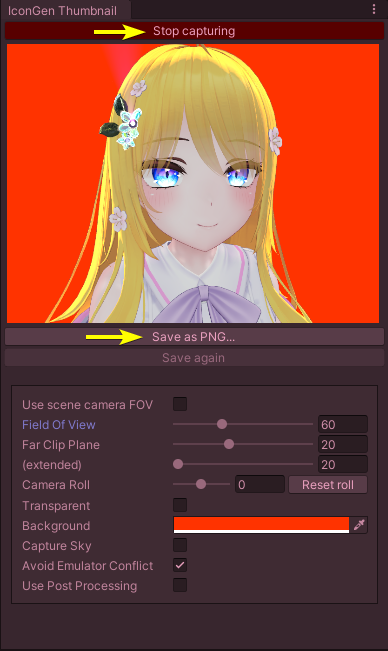 IconGen Thumbnail
Stop capturing
Save as PNG...
Save again
Use scene camera FOV
Field Of View 60
Far Clip Plane 20
(extended) 20
Camera Roll 0 Reset roll
Transparent
Background
Capture Sky
Avoid Emulator Conflict
Use Post Processing